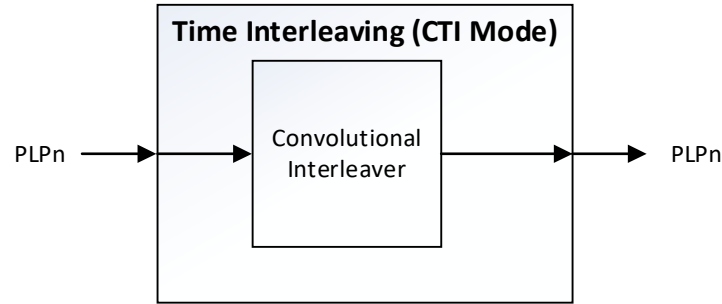 Time Interleaving (CTI Mode)
PLPn
Convolutional
Interleaver
PLPn